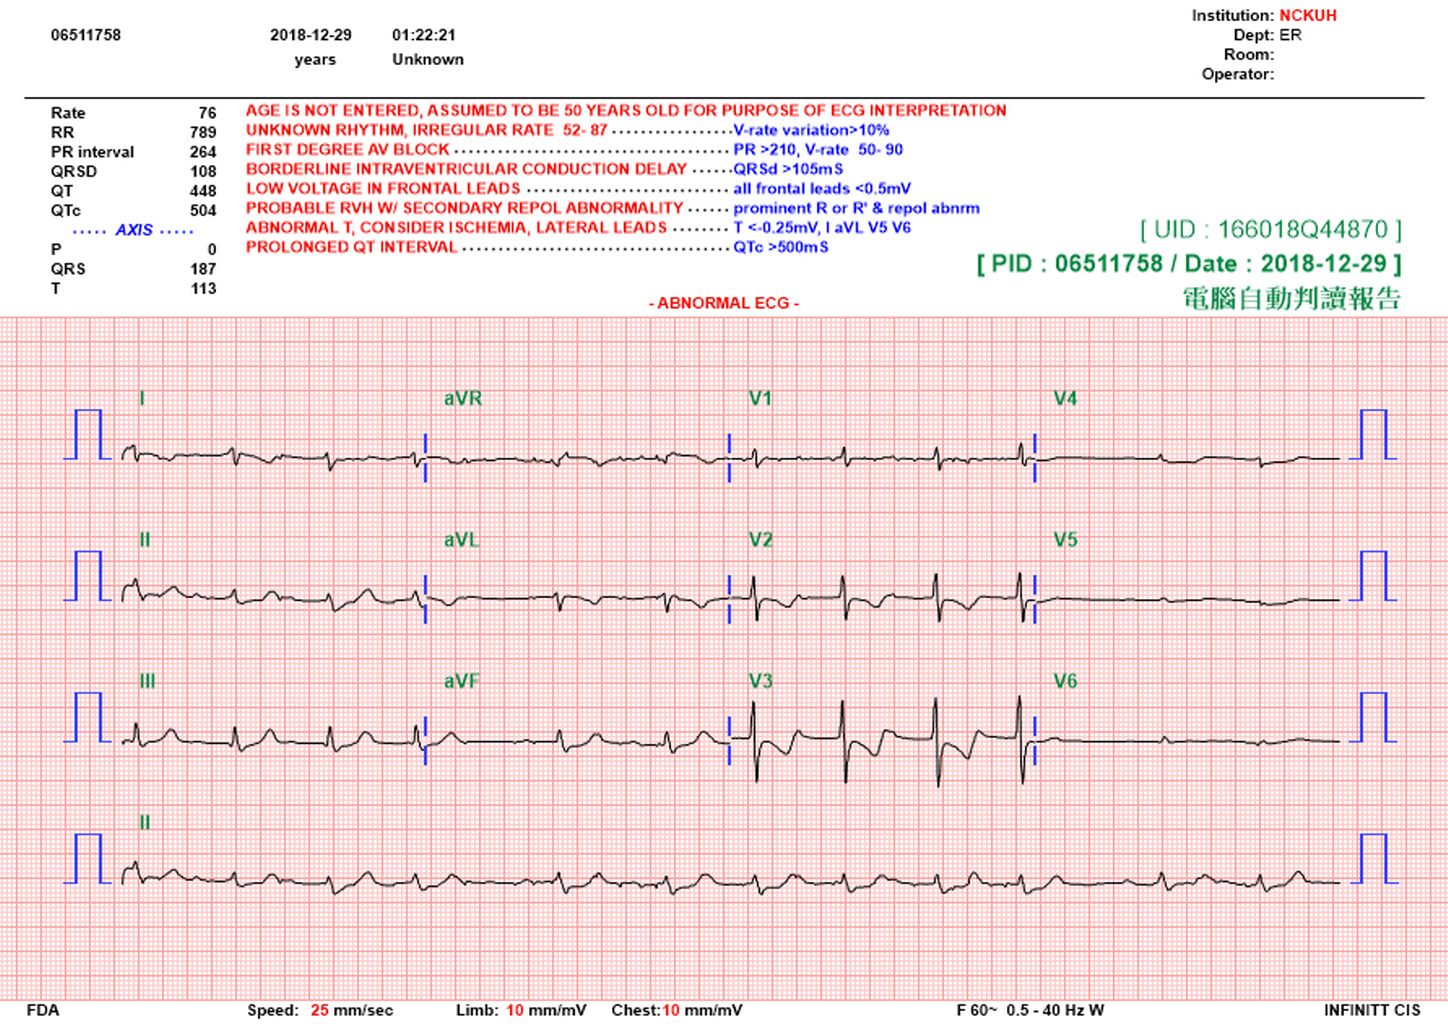 Institution: NCKUH
06511758 2018-12-29 01:22:21 Dept: ER
years Unknown Room:
Operator:
Rate 76 AGE IS NOT ENTERED, ASSUMED TO BE 50 YEARS OLD FOR PURPOSE OF ECG INTERPRETATION
RR 789 UNKNOWN RHYTHM, IRREGULAR RATE 52- 87 ················V-rate variation>10%
PR interval 264 FIRST DEGREE AV BLOCK ···································· PR >210, V-rate 50- 90
QRSD 108 BORDERLINE INTRAVENTRICULAR CONDUCTION DELAY ······QRSd >105mS
QT 448 LOW VOLTAGE IN FRONTAL LEADS ··························· all frontal leads <0.5mV
QTc 504 PROBABLE RVH W/ SECONDARY REPOL ABNORMALITY ······ prominent R or R' & repol abnrm
····· AXIS ····· ABNORMAL T, CONSIDER ISCHEMIA, LATERAL LEADS ········ T <-0.25mV, I aVL V5 V6
P 0 PROLONGED QT INTERVAL ···································QTc >500mS
QRS 187
T 113
[ UID : 166018Q44870 ]
[ PID : 06511758 / Date : 2018-12-29 ]
電腦自動判讀報告
- ABNORMAL ECG -
I aVR V1 V4
II aVL V2 V5
III aVF V3 V6
II
FDA Speed: 25 mm/sec Limb: 10 mm/mV Chest:10 mm/mV F 60~ 0.5 - 40 Hz W INFINITT CIS